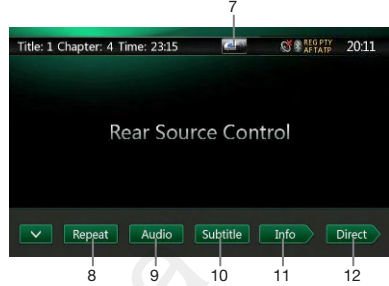 7
Title: 1 Chapter: 4 Time: 23:15 REG PTY
AF TA TP 20:11
Rear Source Control
Repeat Audio Subtitle Info Direct
8 9 10 11 12